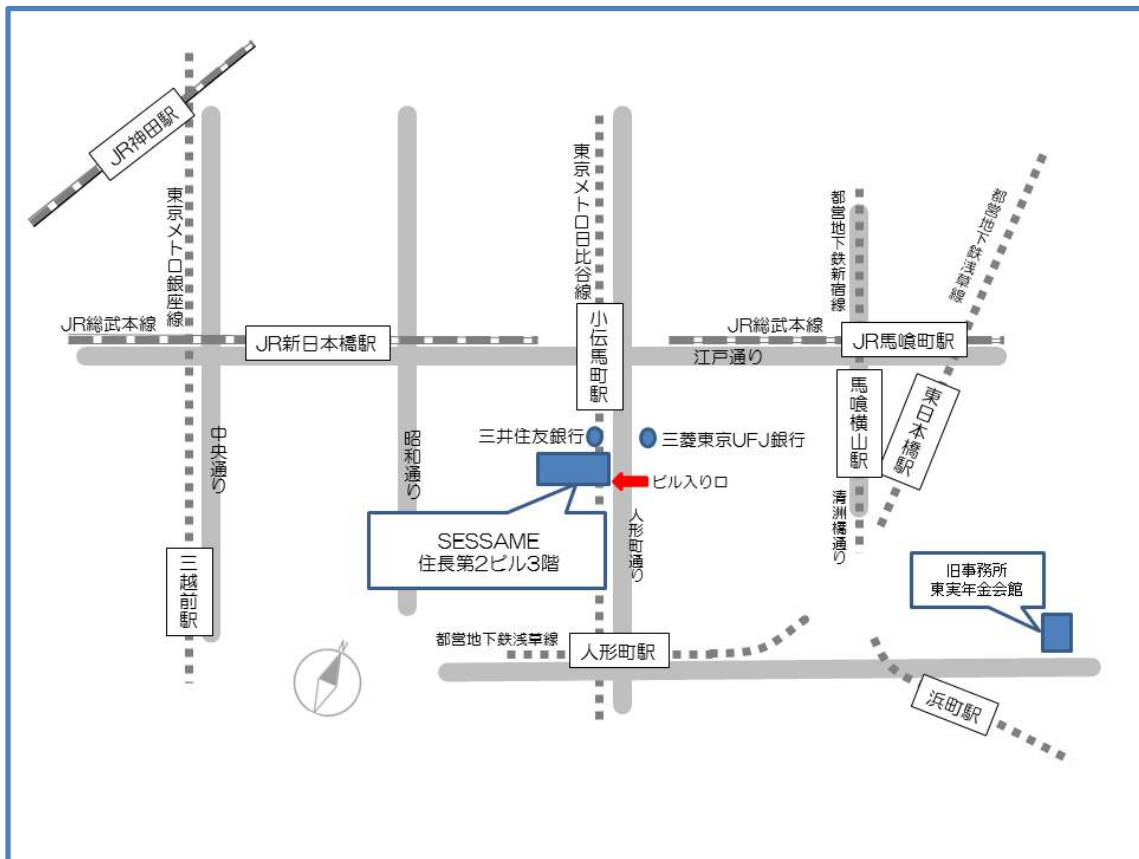 JR神田駅
東京メトロ銀座線
東京メトロ日比谷線
都営地下鉄新宿線
都営地下鉄浅草線
JR総武本線
JR新日本橋駅
小伝馬町駅
JR総武本線
JR馬喰町駅
江戸通り
馬喰横山駅
東日本橋駅
中央通り
昭和通り
三井住友銀行
三菱東京UFJ銀行
ビル入り口
SESSAME
住長第2ビル3階
人形町通り
清洲橋通り
三越前駅
旧事務所
東実年金会館
都営地下鉄浅草線
人形町駅
浜町駅
N